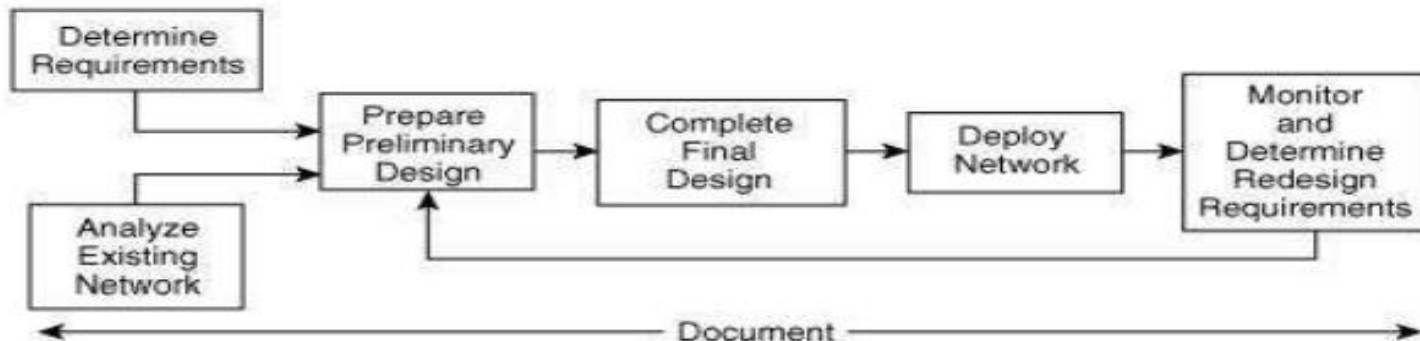 Determine
Requirements
Analyze
Existing
Network
Prepare
Preliminary
Design
Complete
Final
Design
Deploy
Network
Monitor
and
Determine
Redesign
Requirements
Document